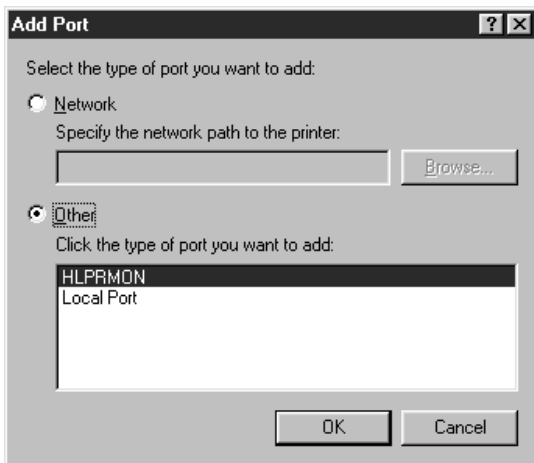 Add Port
Select the type of port you want to add:
Network
Specify the network path to the printer:
Browse...
Other
Click the type of port you want to add:
HLPRMON
Local Port
OK Cancel